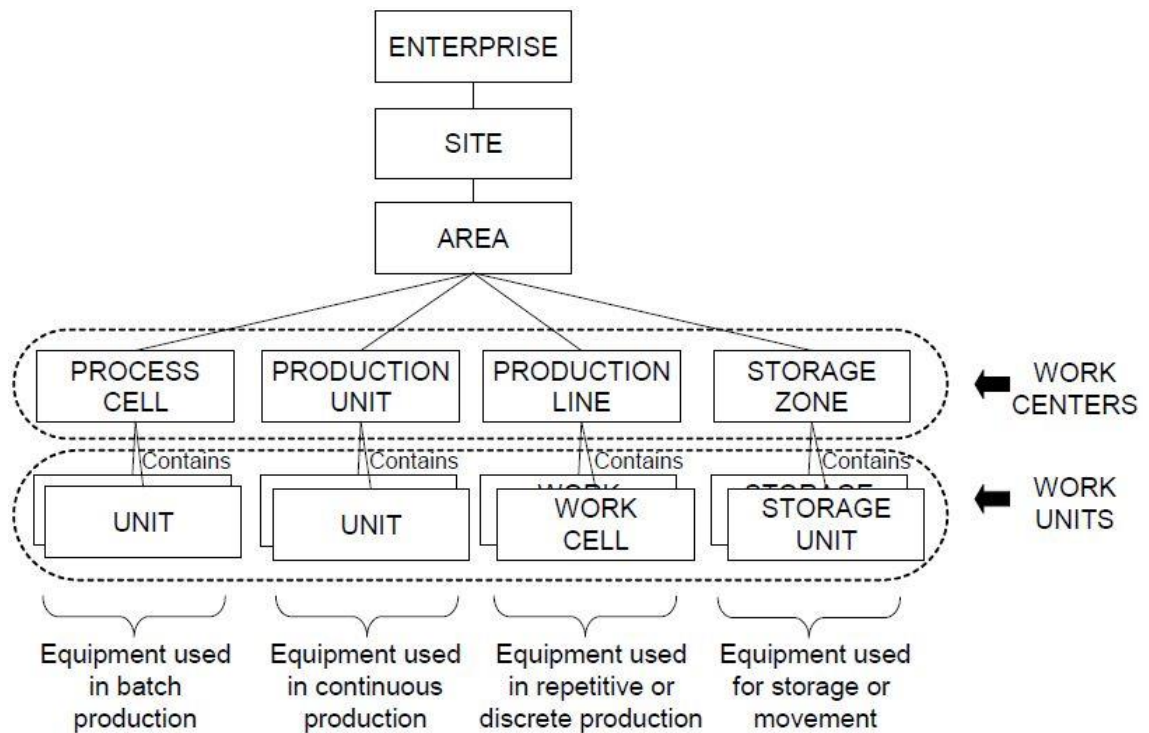 ENTERPRISE
SITE
AREA
PROCESS
CELL
PRODUCTION
UNIT
PRODUCTION
LINE
STORAGE
ZONE
WORK
CENTERS
Contains
Contains
Contains
Contains
UNIT
UNIT
WORK
WORK
CELL
STORAGE
STORAGE
UNIT
WORK
UNITS
Equipment used
in batch
production
Equipment used
in continuous
production
Equipment used
in repetitive or
discrete production
Equipment used
for storage or
movement